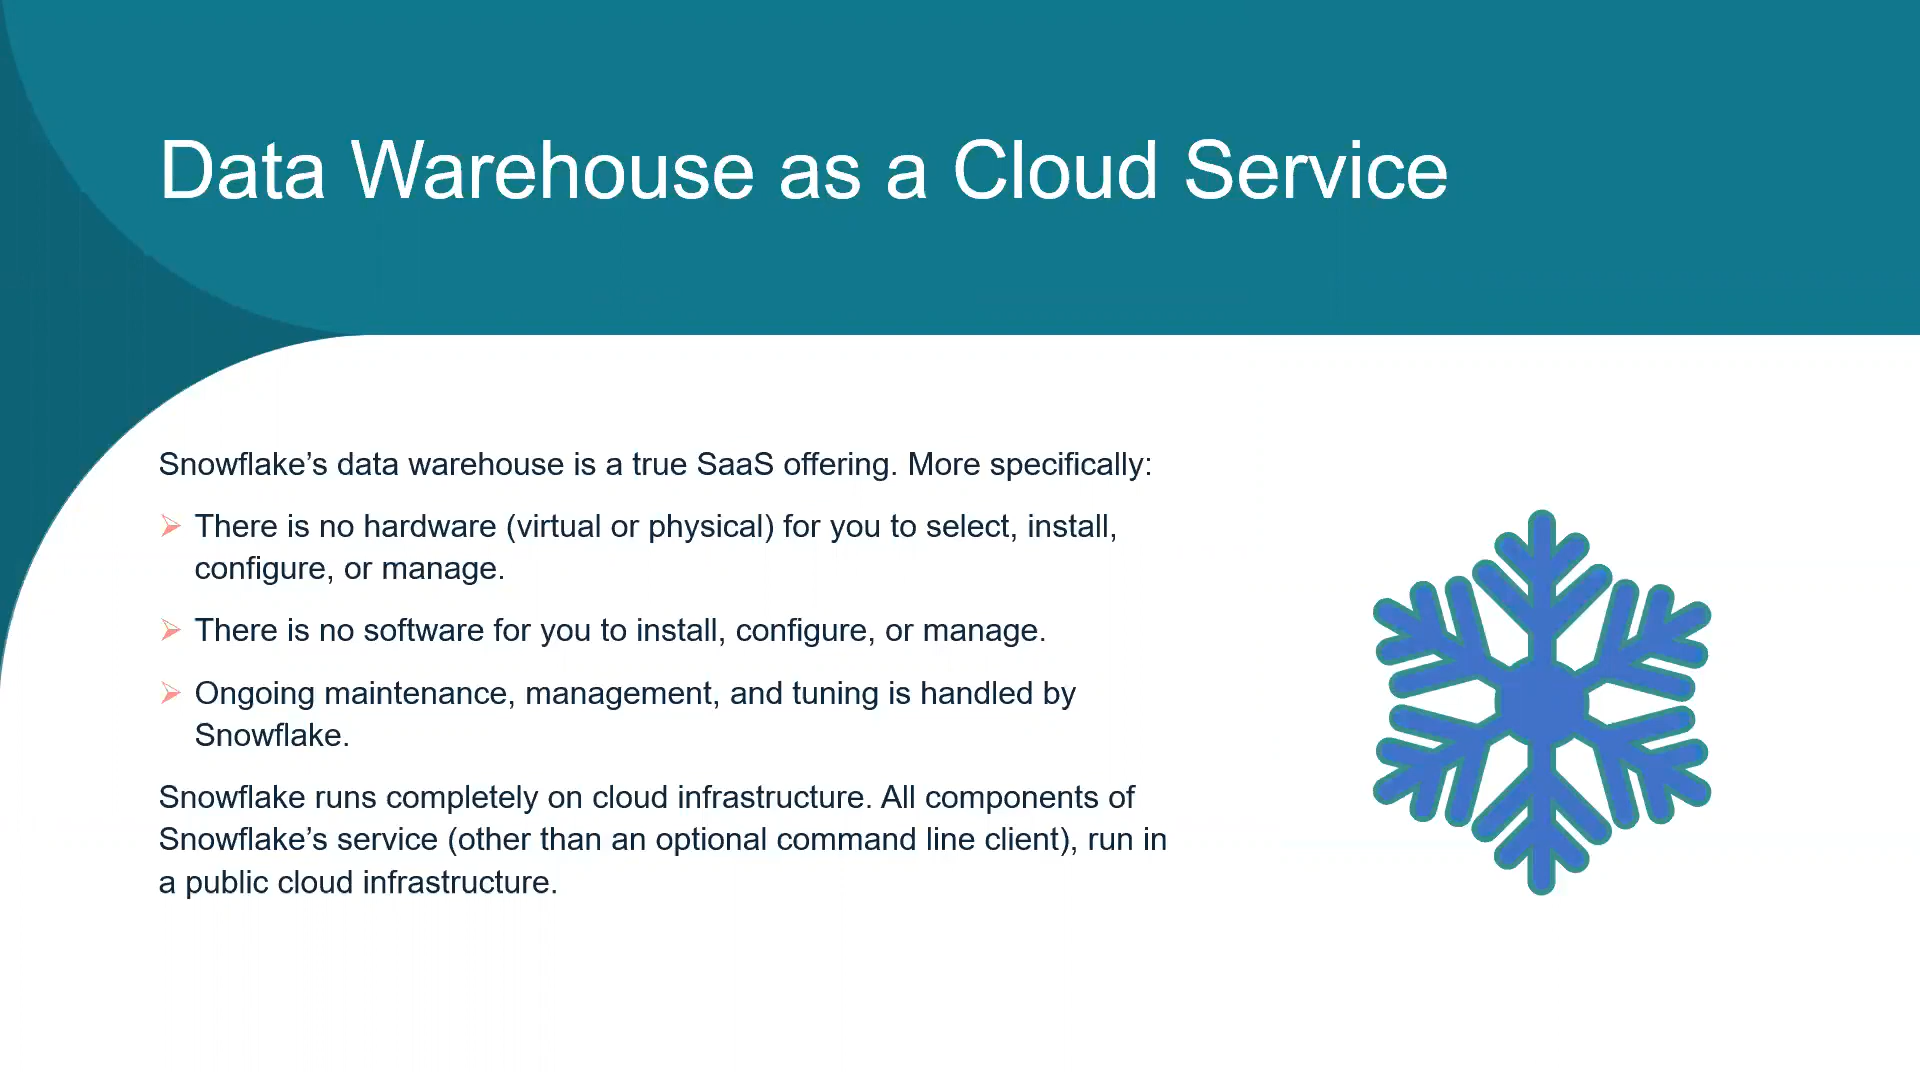 Data Warehouse as a Cloud Service
Snowflake’s data warehouse is a true SaaS offering. More specifically:
There is no hardware (virtual or physical) for you to select, install,
configure, or manage.
There is no software for you to install, configure, or manage.
Ongoing maintenance, management, and tuning is handled by
Snowflake.
Snowflake runs completely on cloud infrastructure. All components of
Snowflake’s service (other than an optional command line client), run in
a public cloud infrastructure.